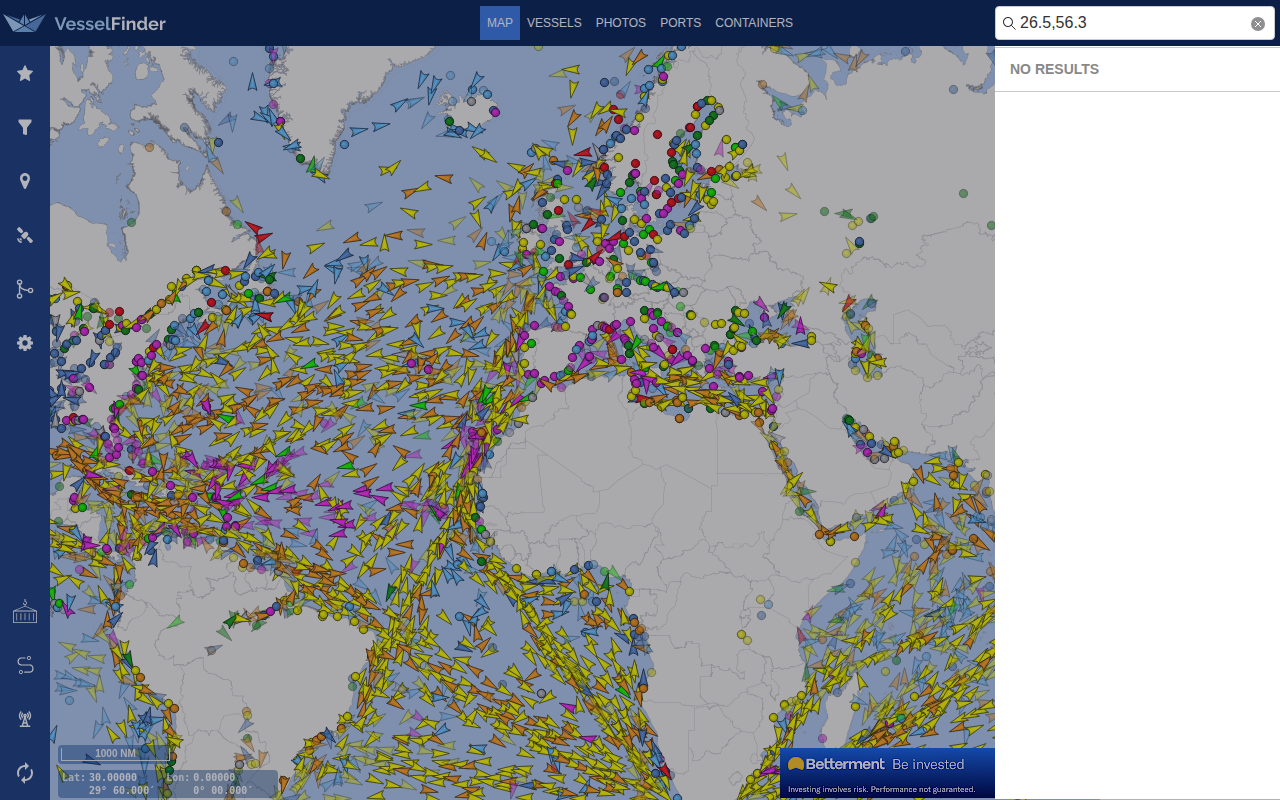 VesselFinder
MAP VESSELS PHOTOS PORTS CONTAINERS
26.5,56.3
NO RESULTS
1000 NM
Lat: 30.00000 Lon: 0.00000
29° 60.000' 0° 00.000'
Betterment Be invested
Investing involves risk. Performance not guaranteed.